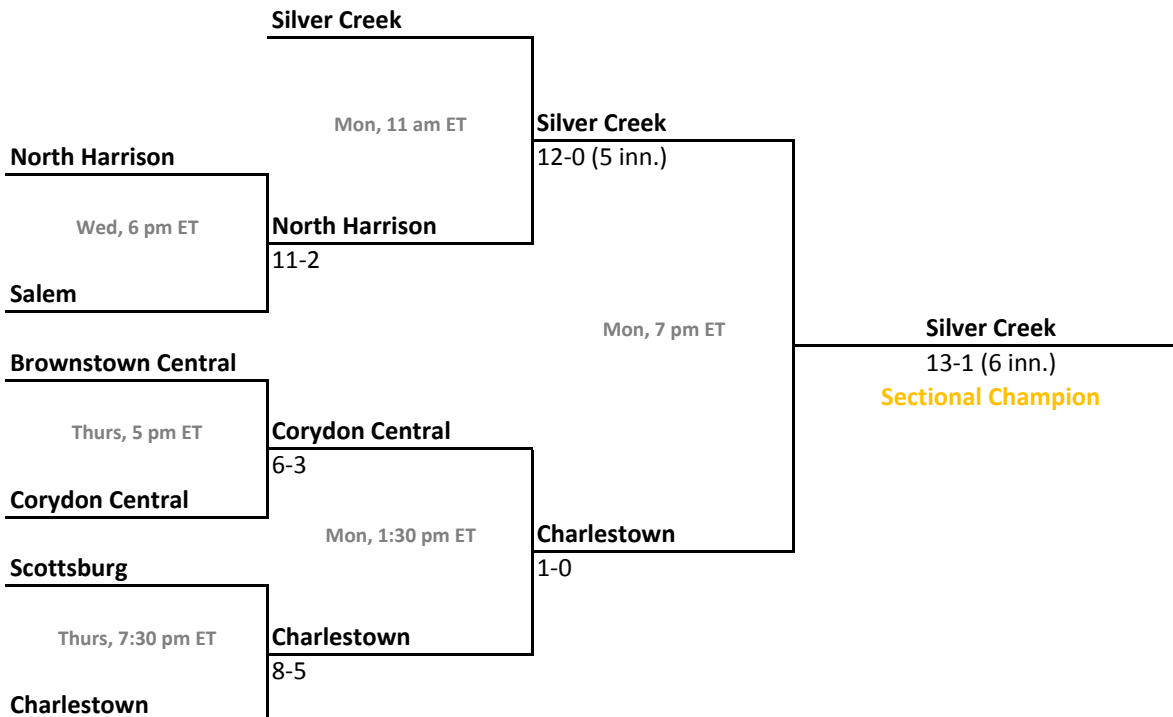 Silver Creek
Mon, 11 am ET
Silver Creek
12-0 (5 inn.)
North Harrison
Wed, 6 pm ET
North Harrison
11-2
Salem
Mon, 7 pm ET
Silver Creek
13-1 (6 inn.)
Sectional Champion
Brownstown Central
Thurs, 5 pm ET
Corydon Central
6-3
Corydon Central
Mon, 1:30 pm ET
Charlestown
1-0
Scottsburg
Thurs, 7:30 pm ET
Charlestown
8-5
Charlestown